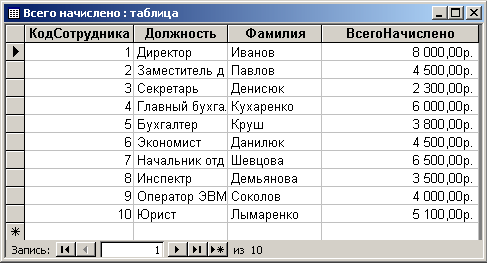 Всего начислено : таблица
КодСотрудника Должность Фамилия ВсегоНачислено
1 Директор Иванов 8 000,00р.
2 Заместитель д Павлов 4 500,00р.
3 Секретарь Денисюк 2 300,00р.
4 Главный бухга Кухаренко 6 000,00р.
5 Бухгалтер Круш 3 800,00р.
6 Экономист Данилюк 4 500,00р.
7 Начальник отд Шевцова 6 500,00р.
8 Инспектр Демьянова 3 500,00р.
9 Оператор ЭВМ Соколов 4 000,00р.
10 Юрист Лымаренко 5 100,00р.
Запись: 1 из 10